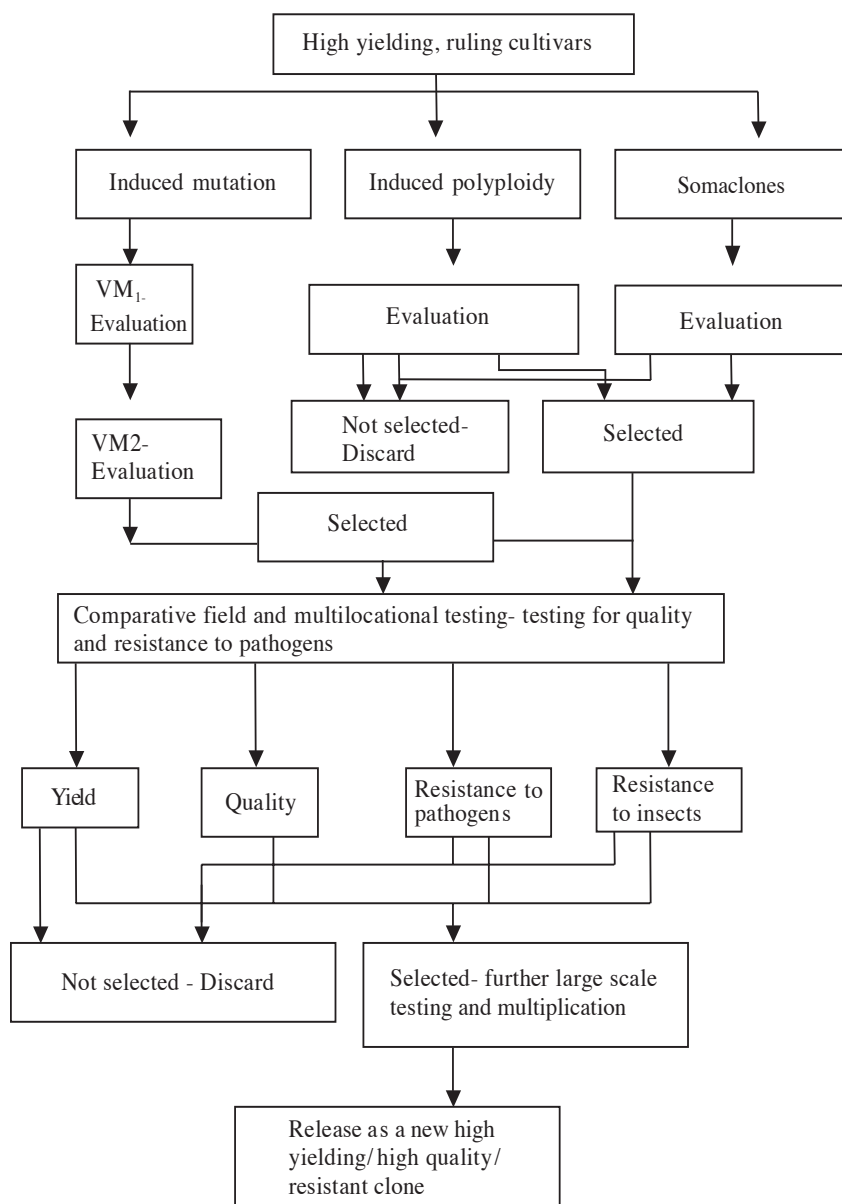 High yielding, ruling cultivars
Induced mutation
Induced polyploidy
Somaclones
VM1-
Evaluation
Evaluation
Evaluation
Not selected-
Discard
Selected
VM2-
Evaluation
Selected
Comparative field and multilocational testing- testing for quality
and resistance to pathogens
Yield
Quality
Resistance to
pathogens
Resistance
to insects
Not selected - Discard
Selected- further large scale
testing and multiplication
Release as a new high
yielding/high quality/
resistant clone